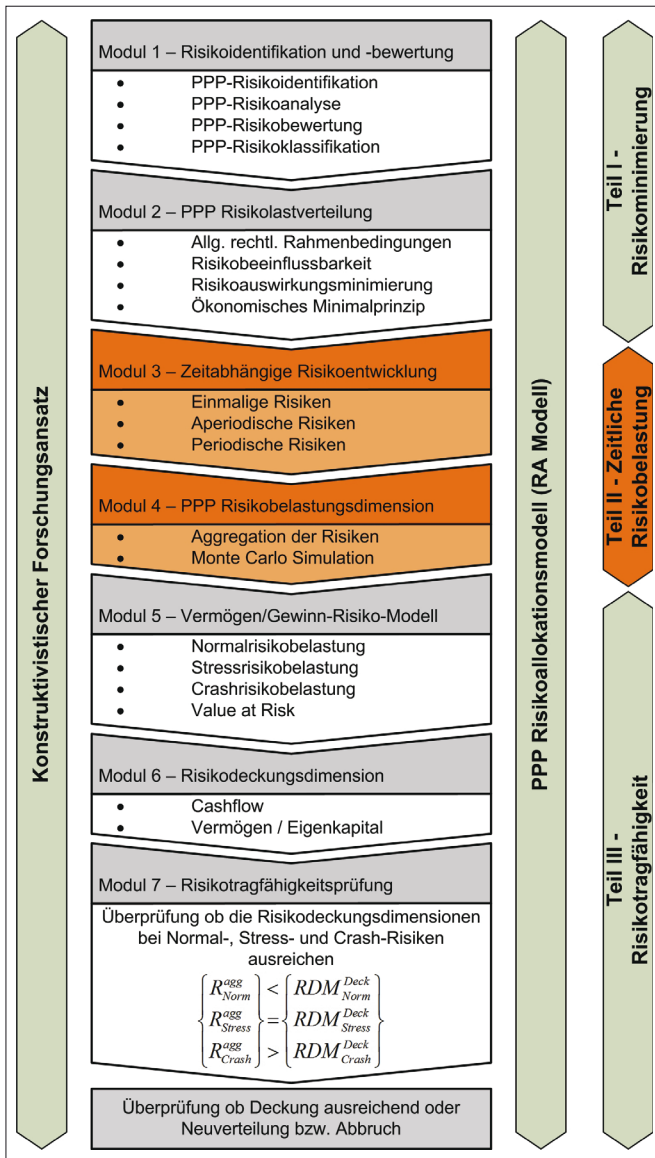 Konstruktivistischer Forschungsansatz
Modul 1 – Risikoidentifikation und -bewertung
• PPP-Risikoidentifikation
• PPP-Risikoanalyse
• PPP-Risikobewertung
• PPP-Risikoklassifikation
Modul 2 – PPP Risikolastverteilung
• Allg. rechtl. Rahmenbedingungen
• Risikobeeinflussbarkeit
• Risikoauswirkungsminimierung
• Ökonomisches Minimalprinzip
Modul 3 – Zeitabhängige Risikoentwicklung
• Einmalige Risiken
• Aperiodische Risiken
• Periodische Risiken
Modul 4 – PPP Risikobelastungsdimension
• Aggregation der Risiken
• Monte Carlo Simulation
Modul 5 – Vermögen/Gewinn-Risiko-Modell
• Normalrisikobelastung
• Stressrisikobelastung
• Crashrisikobelastung
• Value at Risk
Modul 6 – Risikodeckungsdimension
• Cashflow
• Vermögen / Eigenkapital
Modul 7 – Risikotragfähigkeitsprüfung
Überprüfung ob die Risikodeckungsdimensionen
bei Normal-, Stress- und Crash-Risiken
ausreichen
{R^agg_Norm} < {RDM^Deck_Norm}
{R^agg_Stress} = {RDM^Deck_Stress}
{R^agg_Crash} > {RDM^Deck_Crash}
Überprüfung ob Deckung ausreichend oder
Neuverteilung bzw. Abbruch
PPP Risikoallokationsmodell (RA Modell)
Teil I -
Risikominimierung
Teil II - Zeitliche
Risikobelastung
Teil III -
Risikotragfähigkeit